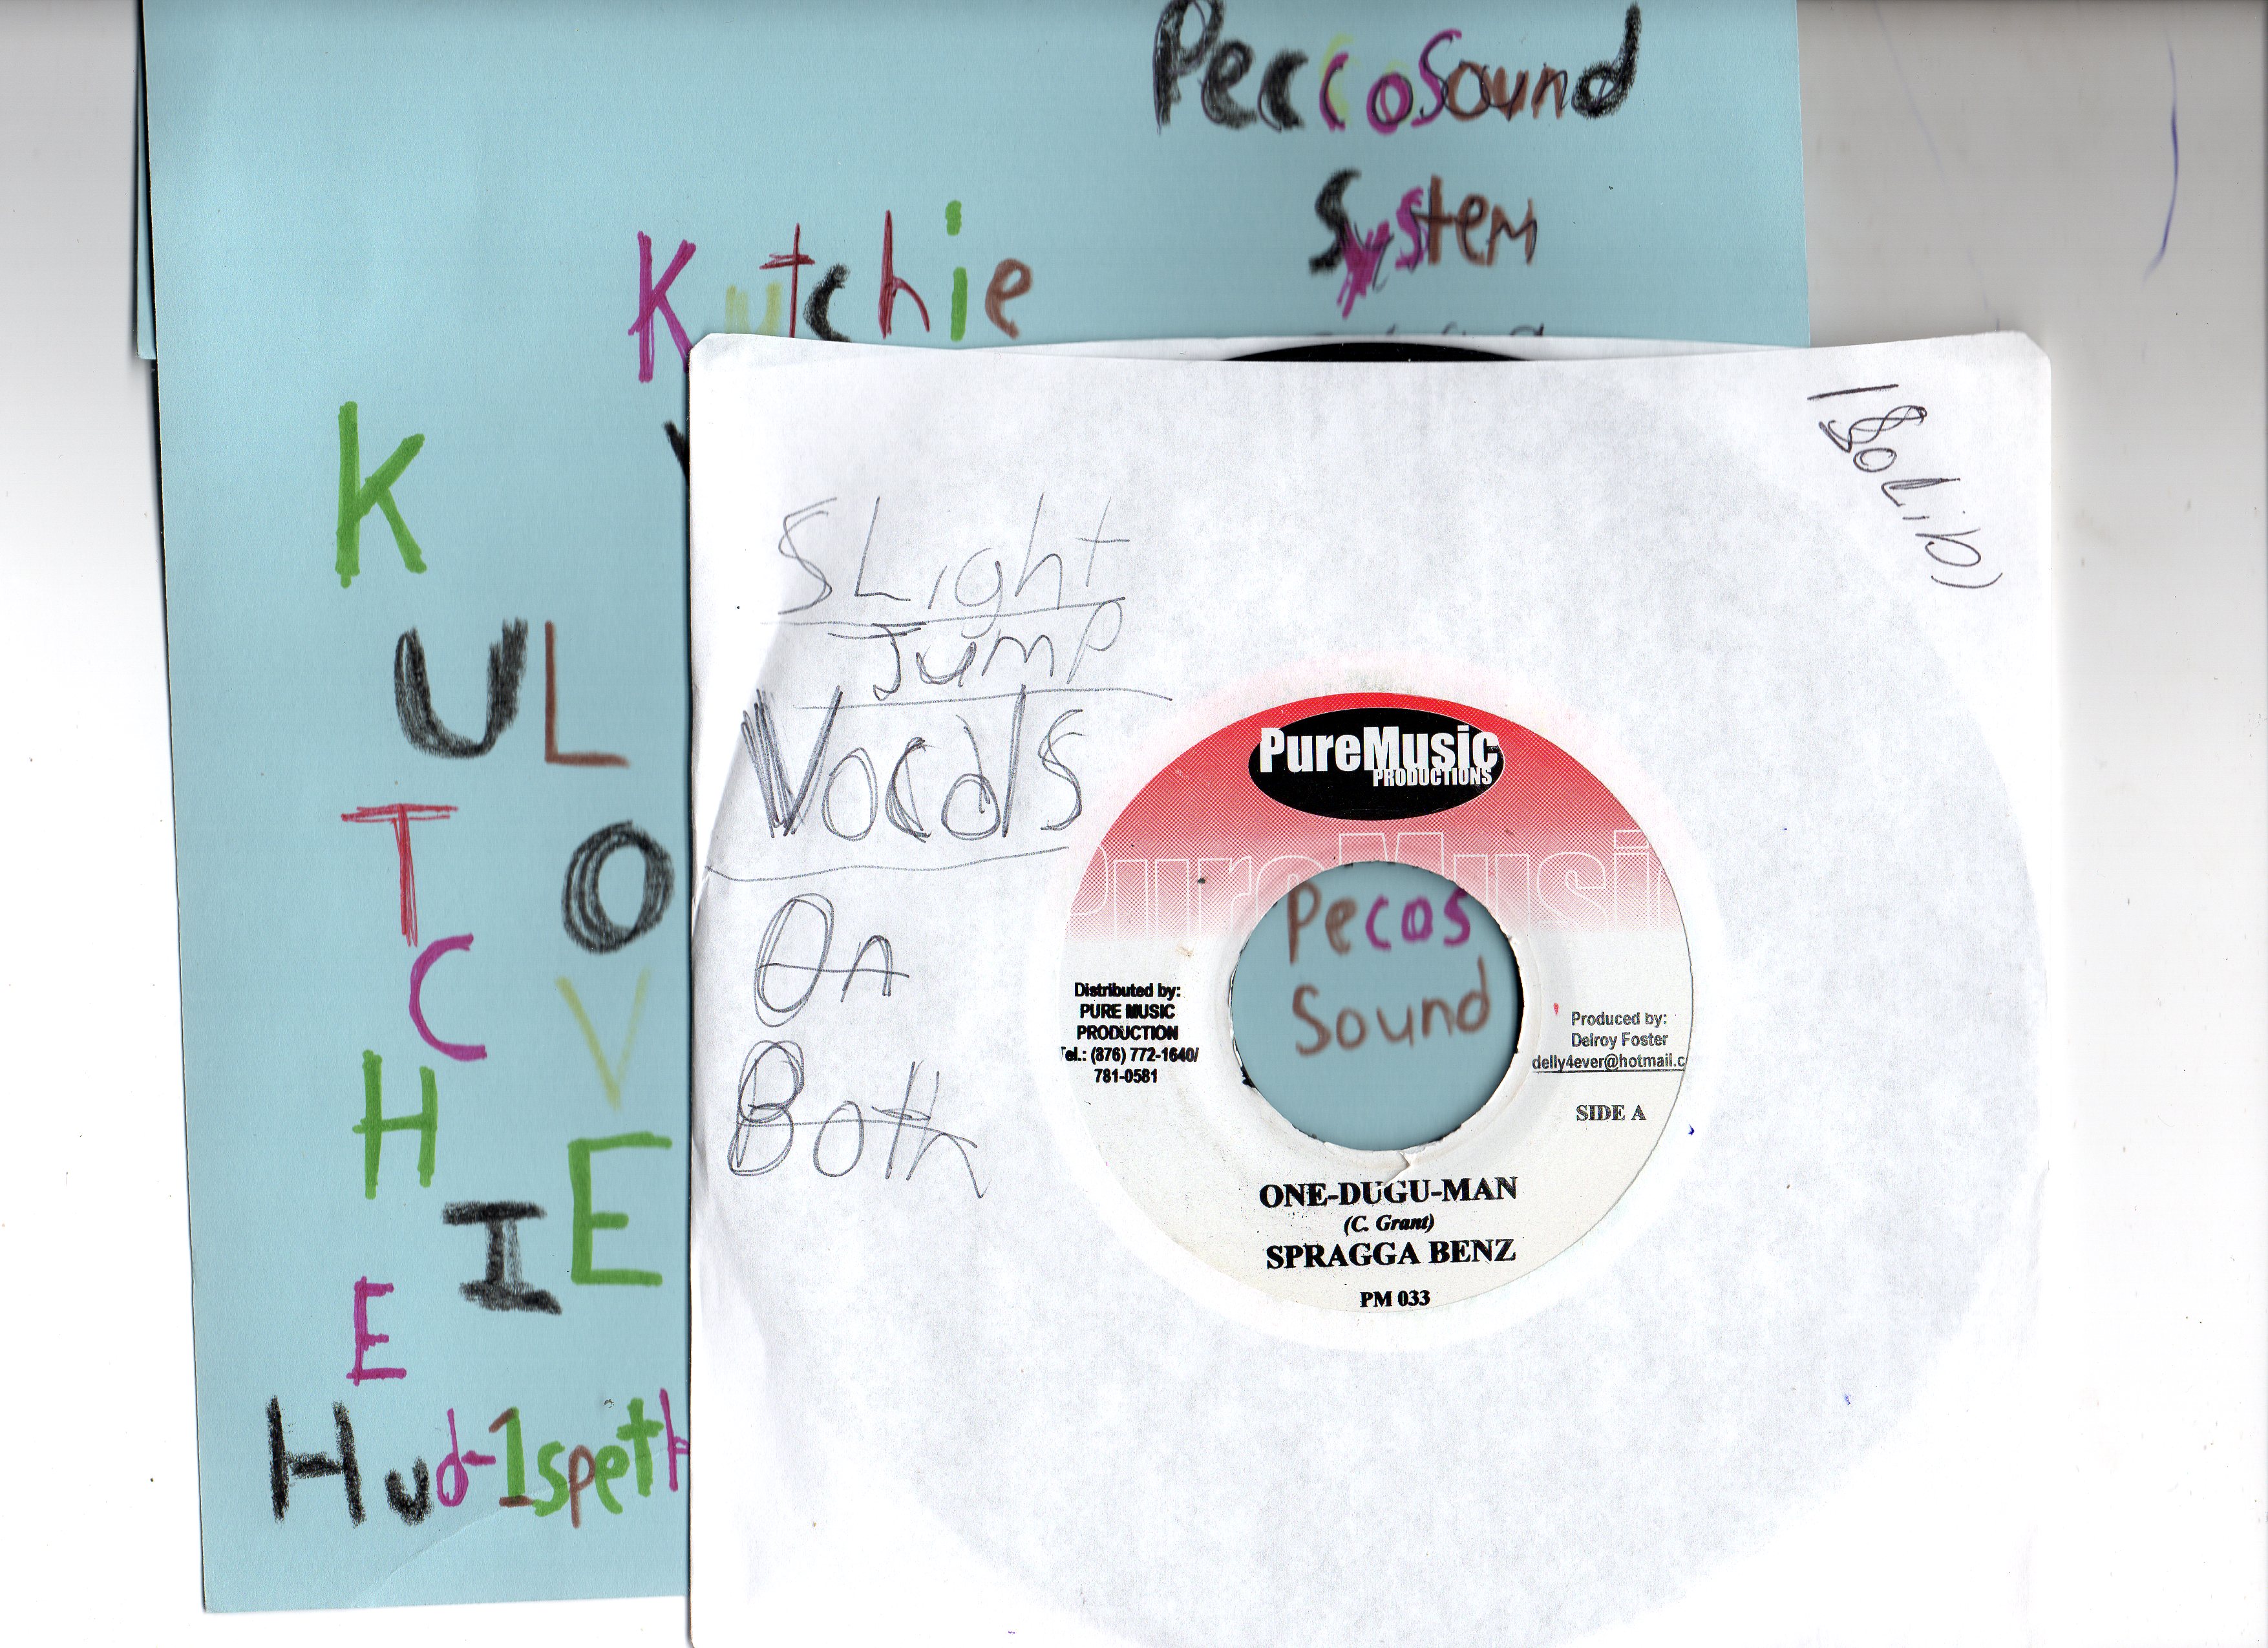 PeccoSound
System
Kutchie
K
UL
T
O
C
V
H
E
I
E
Hud-1speth
SLight
Jump
Vocals
On
Both
PureMusic
PRODUCTIONS
PureMusic
Pecos
Sound
Distributed by:
PURE MUSIC
PRODUCTION
Tel.: (876) 772-1640/
781-0581
Produced by:
Delroy Foster
delly4ever@hotmail.c
SIDE A
ONE-DUGU-MAN
(C. Grant)
SPRAGGA BENZ
PM 033